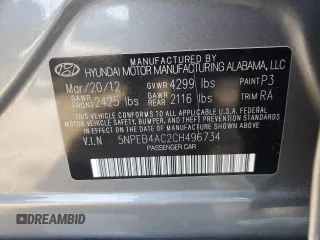 HYUNDAI
MANUFACTURED BY
HYUNDAI MOTOR MANUFACTURING ALABAMA, LLC
Mar/20/12 GVWR 4299 lbs PAINT P3
GAWR FRONT 2425 lbs GAWR REAR 2116 lbs TRIM RA
THIS VEHICLE CONFORMS TO ALL APPLICABLE U.S.A. FEDERAL MOTOR VEHICLE SAFETY, BUMPER, AND THEFT PREVENTION STANDARDS IN EFFECT ON THE DATE OF MANUFACTURE SHOWN ABOVE.
V.I.N 5NPEB4AC2CH496734
PASSENGER CAR
© DREAMBID